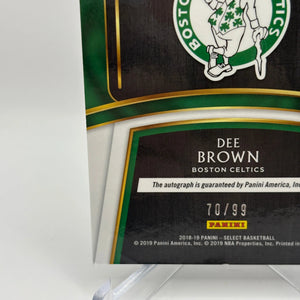 BOSTON
CELTICS
DEE
BROWN
BOSTON CELTICS
The autograph is guaranteed by Panini America, Inc
70/99
PANINI
2018-19 PANINI - SELECT BASKETBALL
© 2019 Panini America, Inc. © 2019 NBA Properties, Inc. Printed in